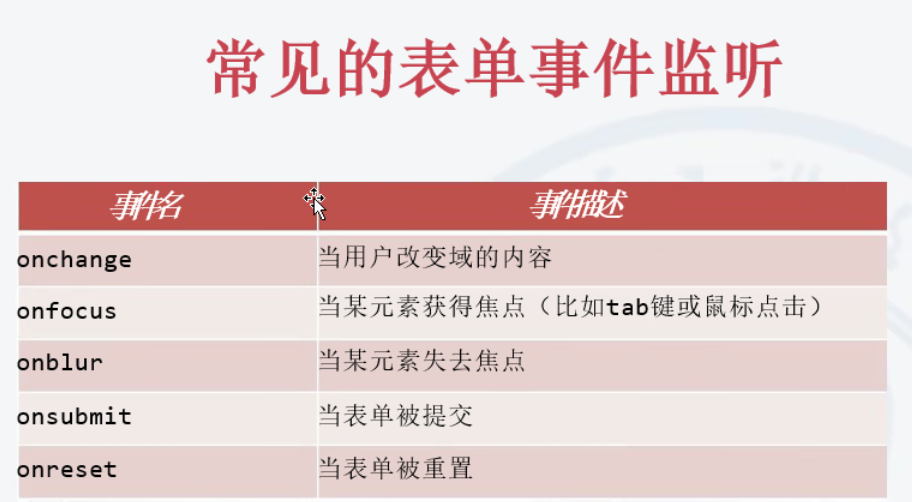 常见的表单事件监听
事件名 事件描述
onchange 当用户改变域的内容
onfocus 当某元素获得焦点（比如tab键或鼠标点击）
onblur 当某元素失去焦点
onsubmit 当表单被提交
onreset 当表单被重置